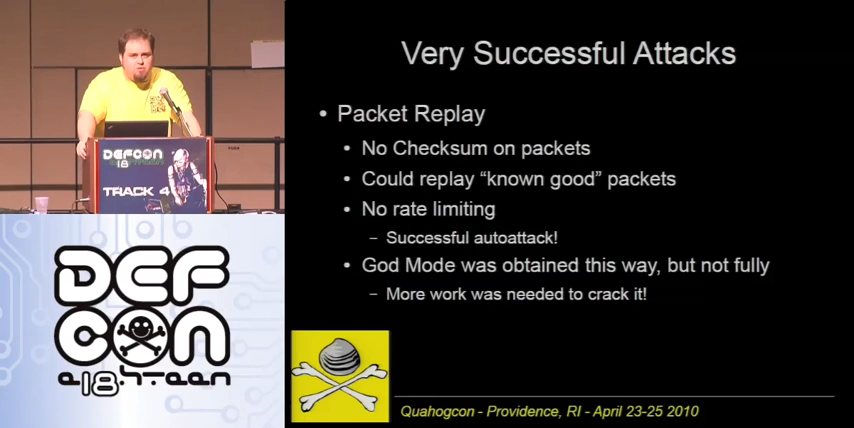 DEFCON
18
TRACK 4
DEF
CON
e18hteen
Very Successful Attacks
• Packet Replay
• No Checksum on packets
• Could replay “known good” packets
• No rate limiting
– Successful autoattack!
• God Mode was obtained this way, but not fully
– More work was needed to crack it!
Quahogcon - Providence, RI - April 23-25 2010